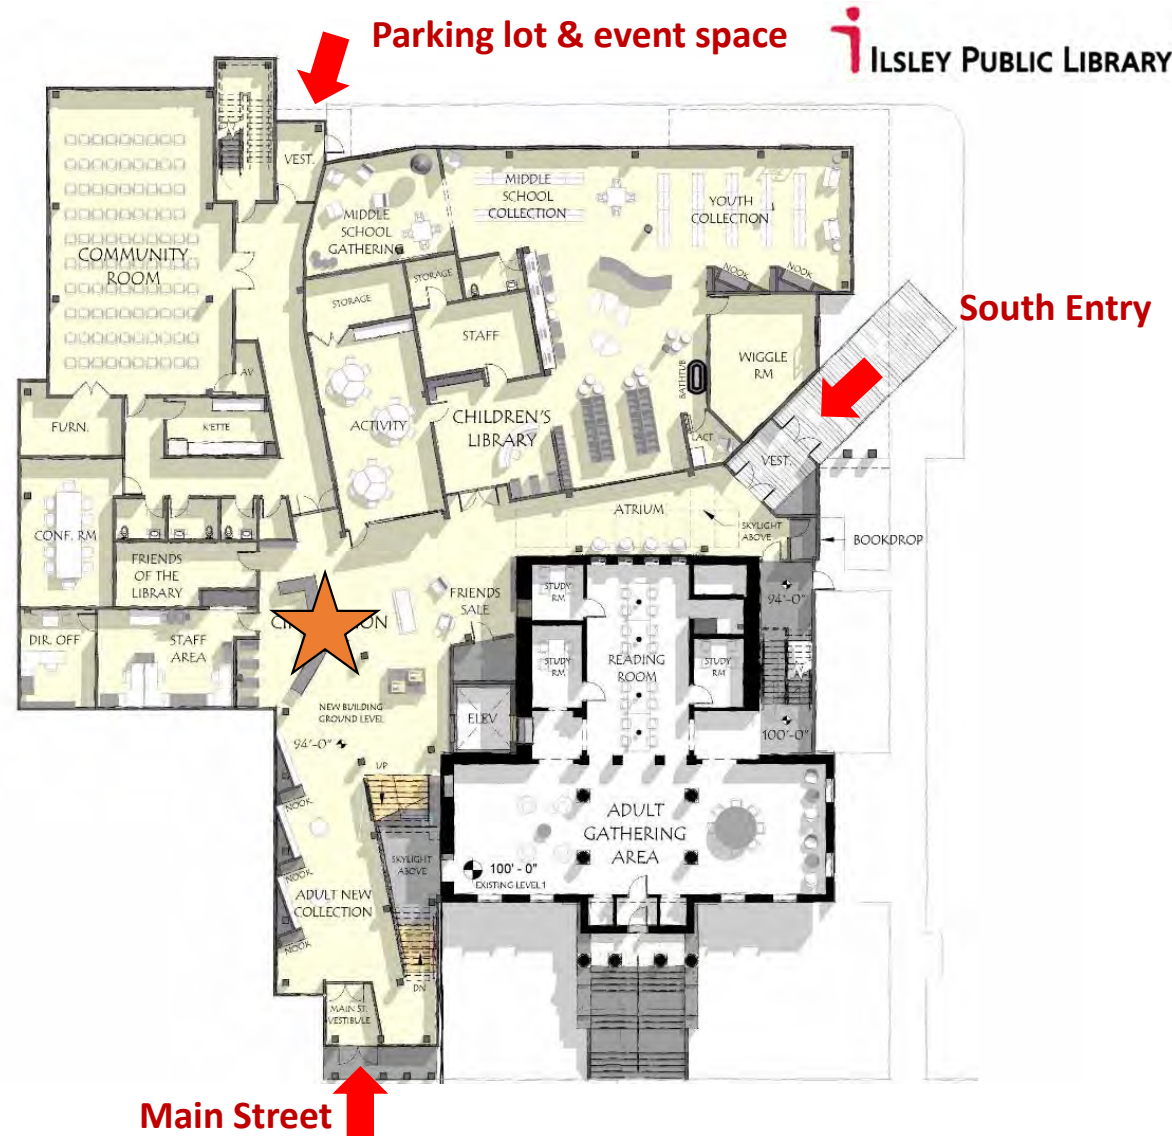 Parking lot & event space
ILSLEY PUBLIC LIBRARY
VEST.
MIDDLE
SCHOOL
GATHERING
MIDDLE
SCHOOL
COLLECTION
YOUTH
COLLECTION
COMMUNITY
ROOM
STORAGE
STORAGE
NOOK
NOOK
South Entry
STAFF
WIGGLE
RM
BATHTUB
AV
FURN.
K'ETTE
ACTIVITY
CHILDREN'S
LIBRARY
LACT.
VEST.
ATRIUM
SKYLIGHT
ABOVE
BOOKDROP
CONF. RM
FRIENDS
OF THE
LIBRARY
FRIENDS
SALE
STUDY
RM
94'-0"
DIR. OFF
STAFF
AREA
STUDY
RM
READING
ROOM
STUDY
RM
NEW BUILDING
GROUND LEVEL
94'-0"
ELEV
100'-0"
UP
NOOK
SKYLIGHT
ABOVE
ADULT
GATHERING
AREA
100' - 0"
EXISTING LEVEL 1
NOOK
ADULT NEW
COLLECTION
NOOK
DN
MAIN ST.
VESTIBULE
Main Street